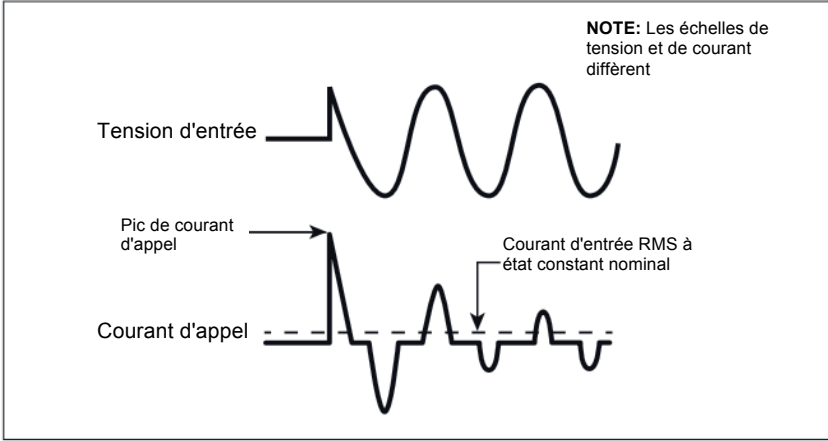 NOTE: Les échelles de
tension et de courant
diffèrent
Tension d'entrée
Pic de courant
d'appel
Courant d'entrée RMS à
état constant nominal
Courant d'appel